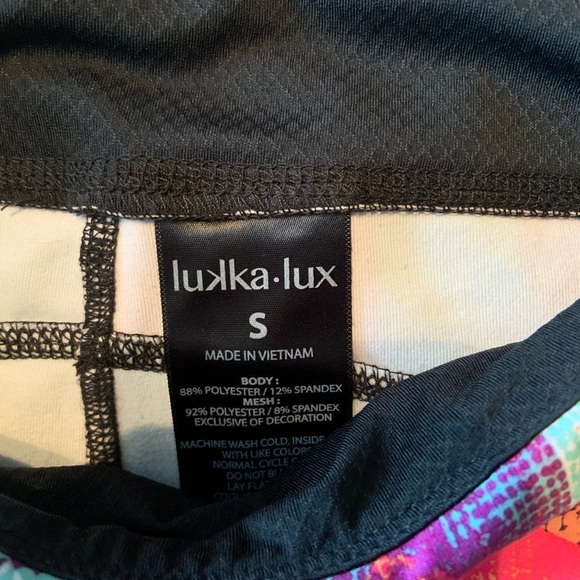 lukka·lux
S
MADE IN VIETNAM
BODY :
88% POLYESTER / 12% SPANDEX
MESH :
92% POLYESTER / 8% SPANDEX
EXCLUSIVE OF DECORATION
MACHINE WASH COLD, INSIDE
WITH LIKE COLORS
NORMAL CYCLE
DO NOT
LAY